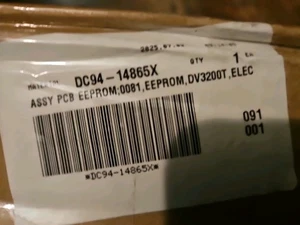 QTY 1
DC94-14865X
ASSY PCB EEPROM;0081,EEPROM,DV3200T,ELEC
091
001
*DC94-14865X*